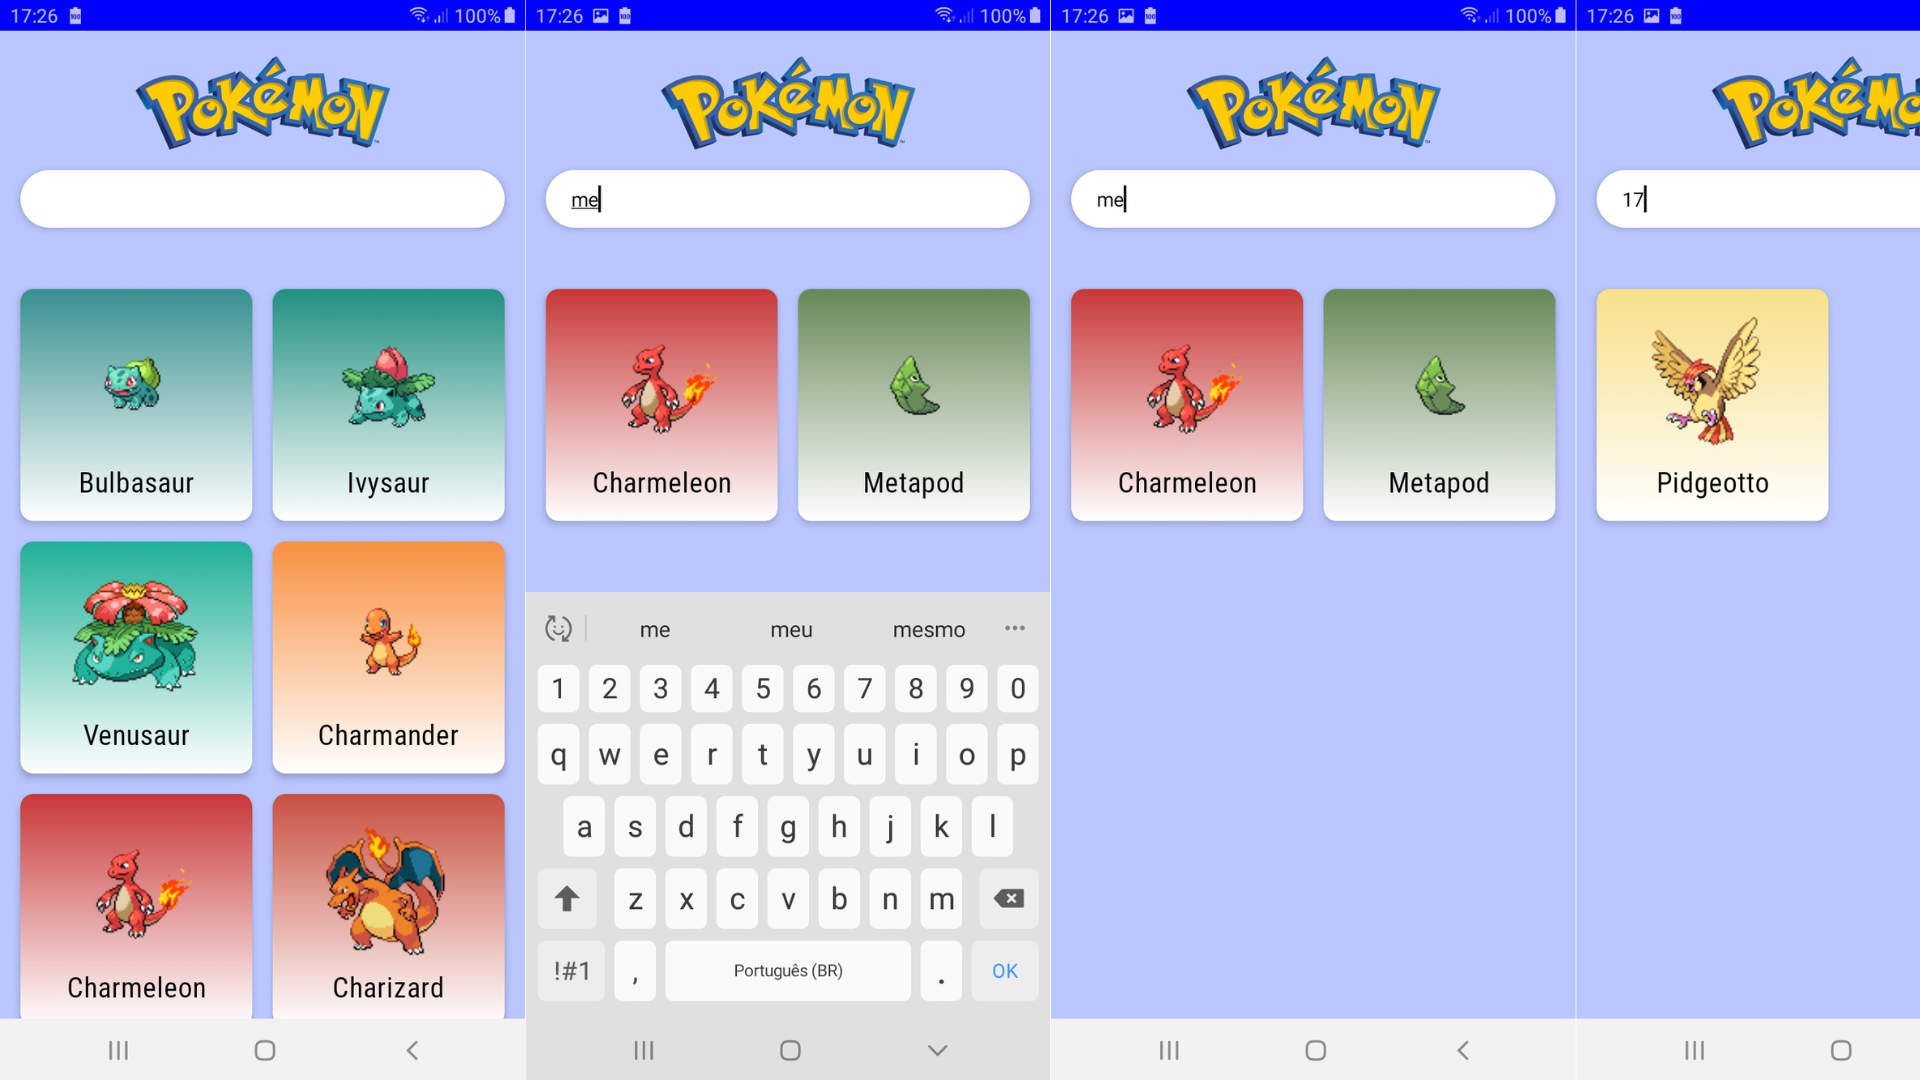 17:26 100%
POKéMON
Bulbasaur Ivysaur
Venusaur Charmander
Charmeleon Charizard
17:26 100%
POKéMON
me
Charmeleon Metapod
me meu mesmo ...
1 2 3 4 5 6 7 8 9 0
q w e r t y u i o p
a s d f g h j k l
z x c v b n m
!#1 , Português (BR) . OK
17:26 100%
POKéMON
me
Charmeleon Metapod
17:26
POKéMO
17
Pidgeotto